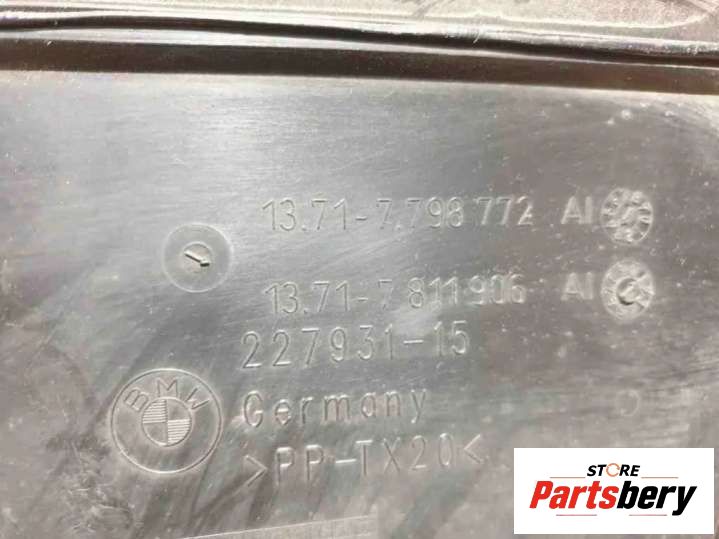 13.71-7.798 772 AI
13.71-7 811 906 AI
227931-15
BMW
Germany
>PP-TX20<
STORE
Partsbery